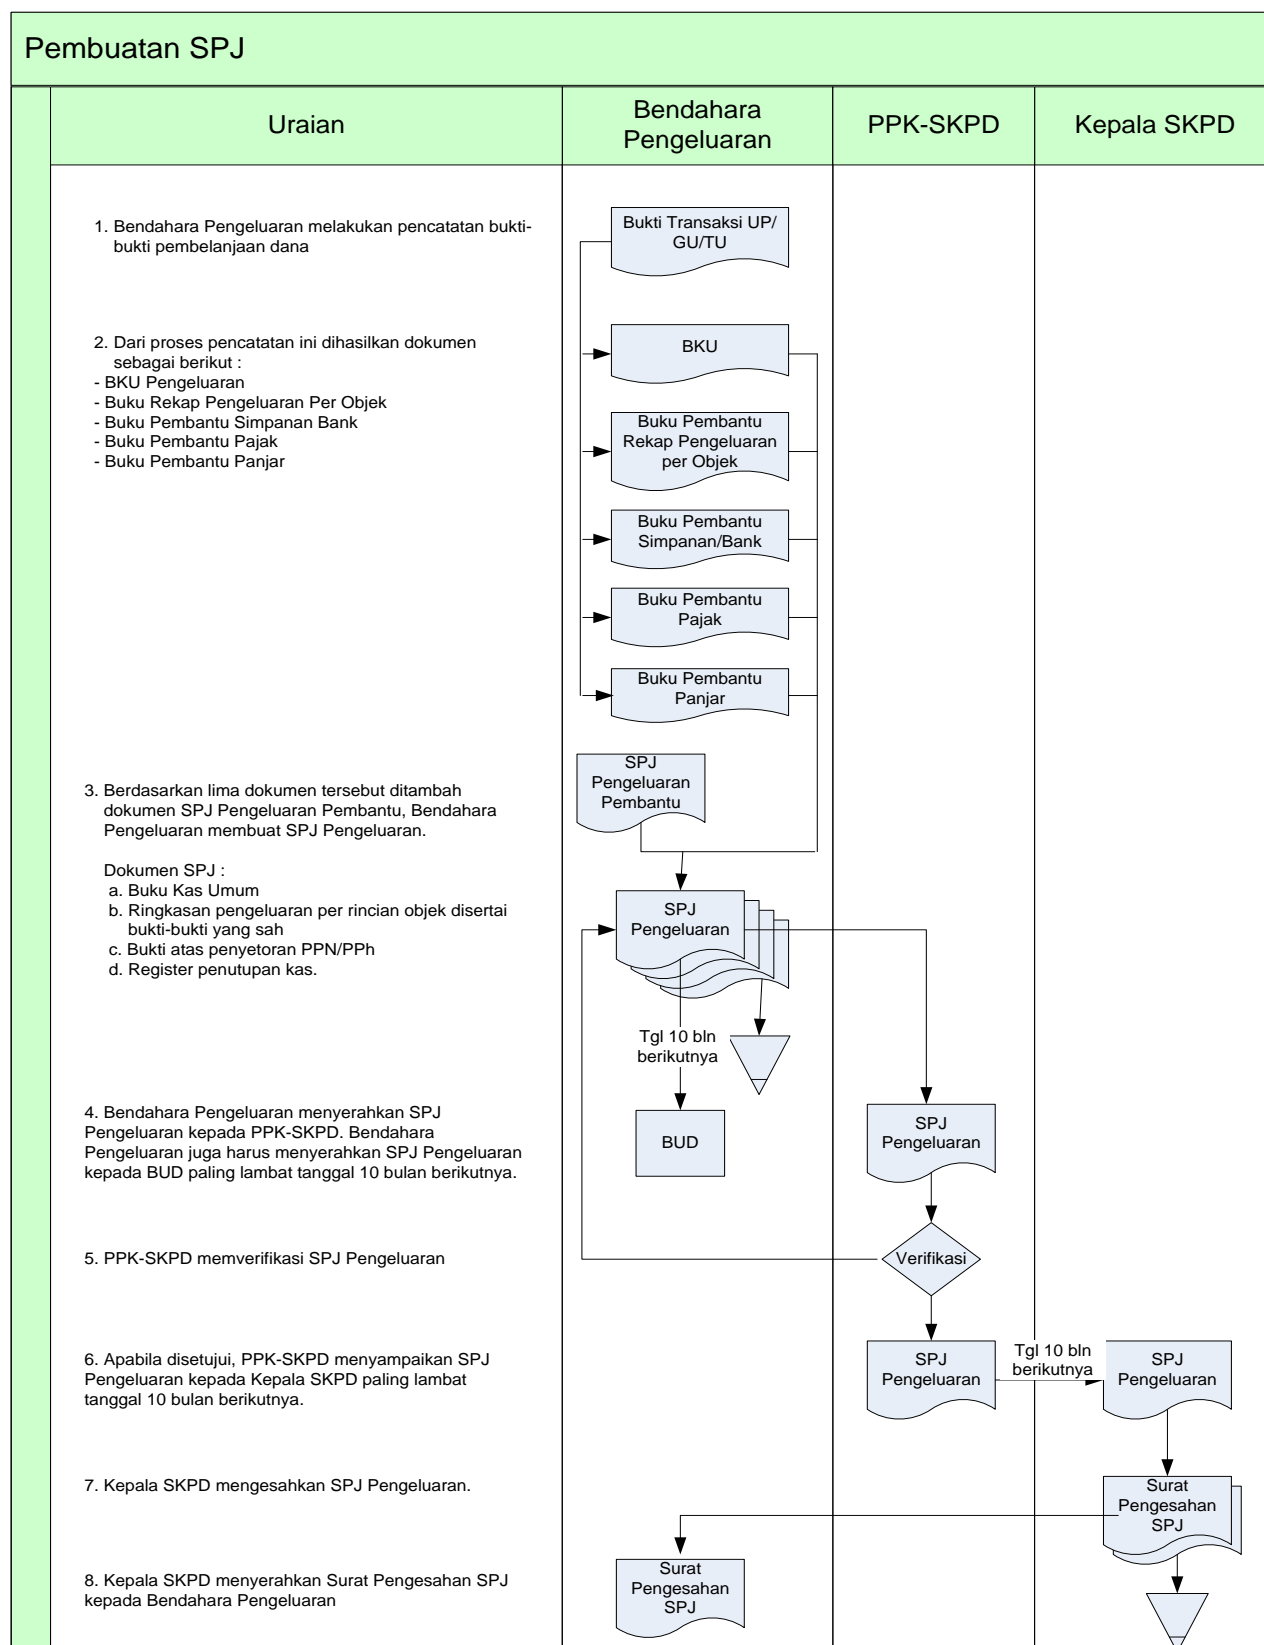 Pembuatan SPJ
Uraian
Bendahara
Pengeluaran
PPK-SKPD
Kepala SKPD
1. Bendahara Pengeluaran melakukan pencatatan bukti-
bukti pembelanjaan dana
Bukti Transaksi UP/
GU/TU
2. Dari proses pencatatan ini dihasilkan dokumen
sebagai berikut :
- BKU Pengeluaran
- Buku Rekap Pengeluaran Per Objek
- Buku Pembantu Simpanan Bank
- Buku Pembantu Pajak
- Buku Pembantu Panjar
BKU
Buku Pembantu
Rekap Pengeluaran
per Objek
Buku Pembantu
Simpanan/Bank
Buku Pembantu
Pajak
Buku Pembantu
Panjar
SPJ
Pengeluaran
Pembantu
3. Berdasarkan lima dokumen tersebut ditambah
dokumen SPJ Pengeluaran Pembantu, Bendahara
Pengeluaran membuat SPJ Pengeluaran.
Dokumen SPJ :
a. Buku Kas Umum
b. Ringkasan pengeluaran per rincian objek disertai
bukti-bukti yang sah
c. Bukti atas penyetoran PPN/PPh
d. Register penutupan kas.
SPJ
Pengeluaran
Tgl 10 bln
berikutnya
4. Bendahara Pengeluaran menyerahkan SPJ
Pengeluaran kepada PPK-SKPD. Bendahara
Pengeluaran juga harus menyerahkan SPJ Pengeluaran
kepada BUD paling lambat tanggal 10 bulan berikutnya.
BUD
SPJ
Pengeluaran
5. PPK-SKPD memverifikasi SPJ Pengeluaran
Verifikasi
6. Apabila disetujui, PPK-SKPD menyampaikan SPJ
Pengeluaran kepada Kepala SKPD paling lambat
tanggal 10 bulan berikutnya.
SPJ
Pengeluaran
Tgl 10 bln
berikutnya
SPJ
Pengeluaran
7. Kepala SKPD mengesahkan SPJ Pengeluaran.
Surat
Pengesahan
SPJ
8. Kepala SKPD menyerahkan Surat Pengesahan SPJ
kepada Bendahara Pengeluaran
Surat
Pengesahan
SPJ